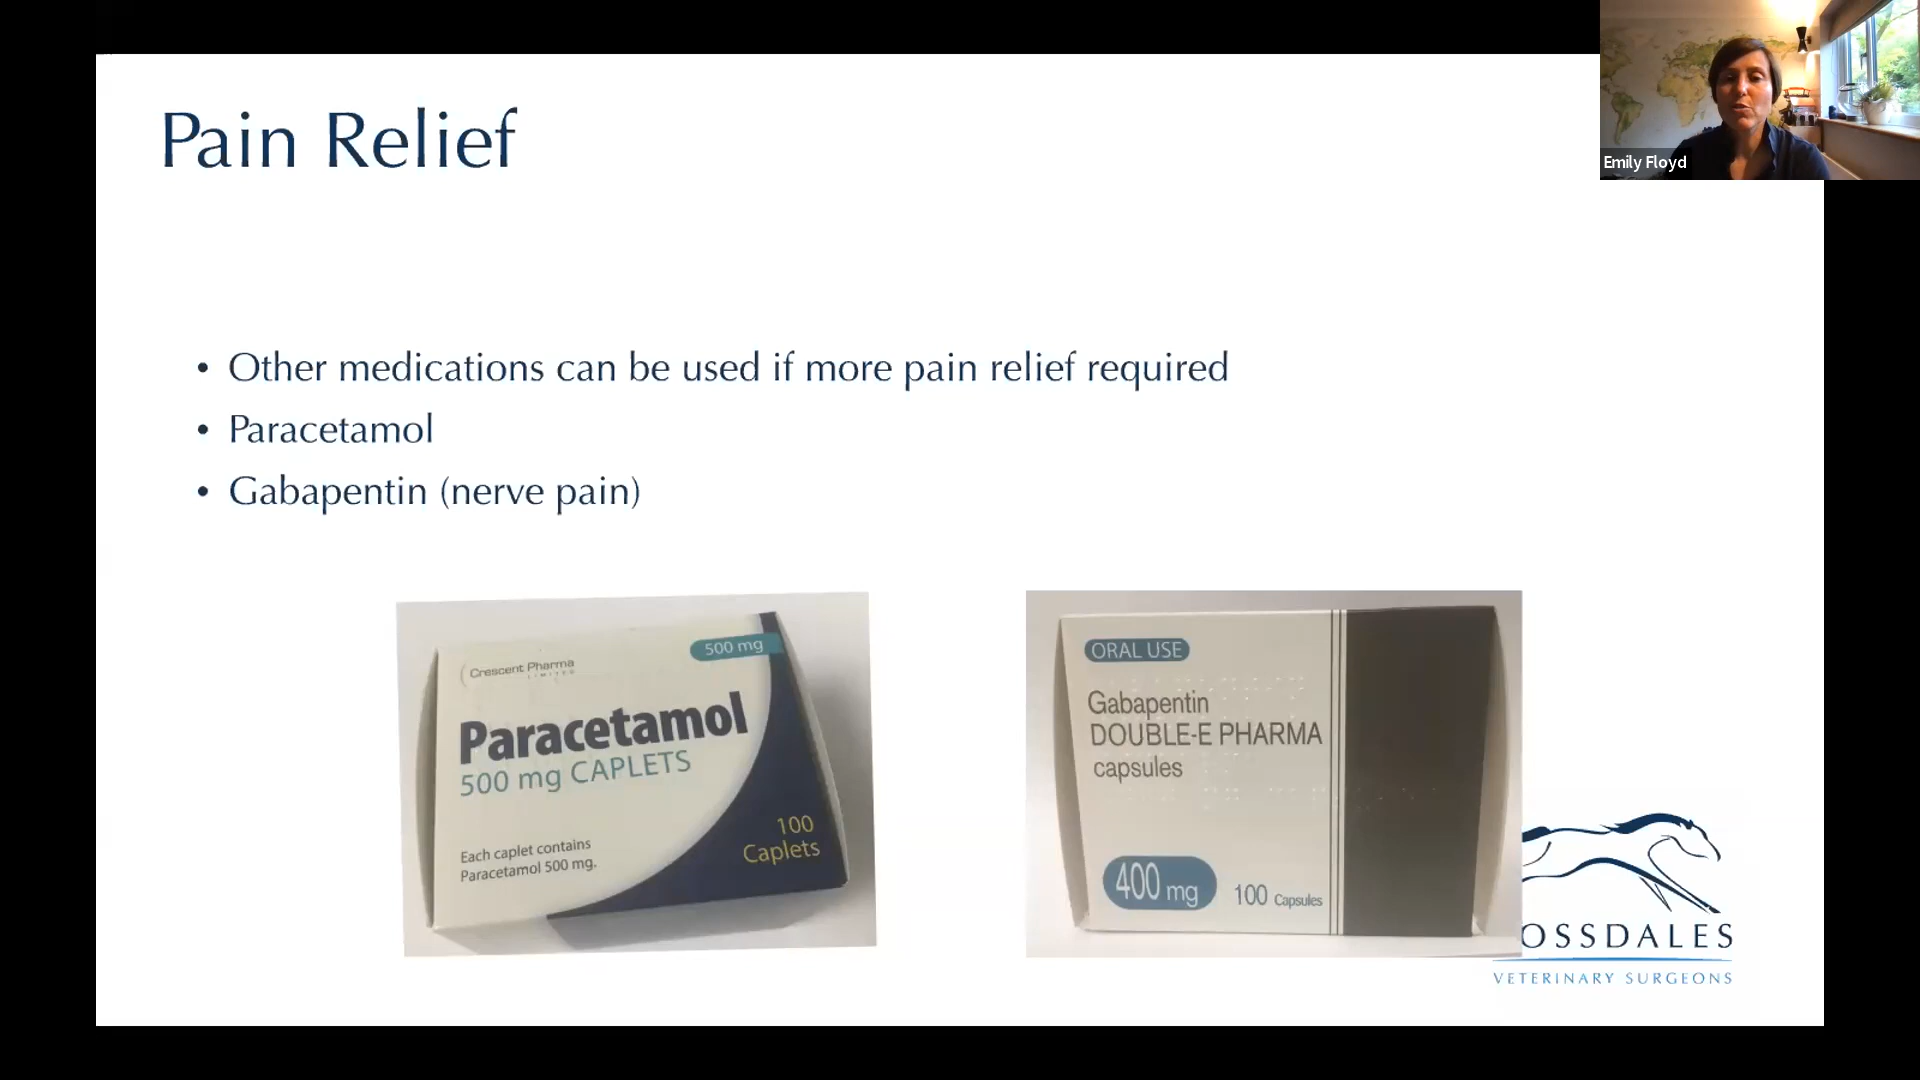 Pain Relief
Emily Floyd
• Other medications can be used if more pain relief required
• Paracetamol
• Gabapentin (nerve pain)
Crescent Pharma
LIMITED
500 mg
Paracetamol
500 mg CAPLETS
100
Caplets
Each caplet contains
Paracetamol 500 mg.
ORAL USE
Gabapentin
DOUBLE-E PHARMA
capsules
400 mg
100 Capsules
OSSDALES
VETERINARY SURGEONS